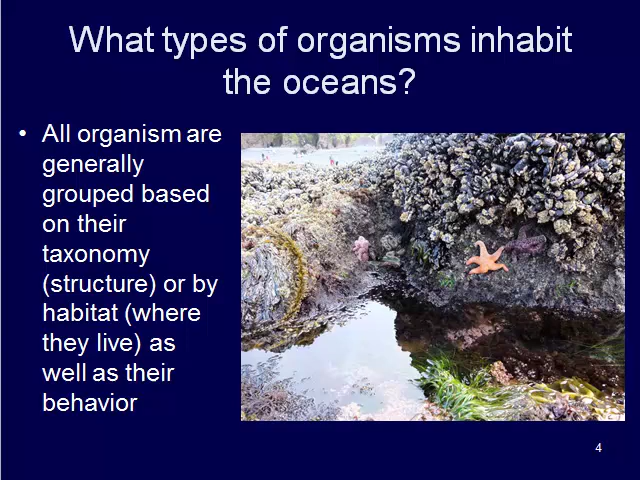 What types of organisms inhabit
the oceans?
• All organism are
generally
grouped based
on their
taxonomy
(structure) or by
habitat (where
they live) as
well as their
behavior
4